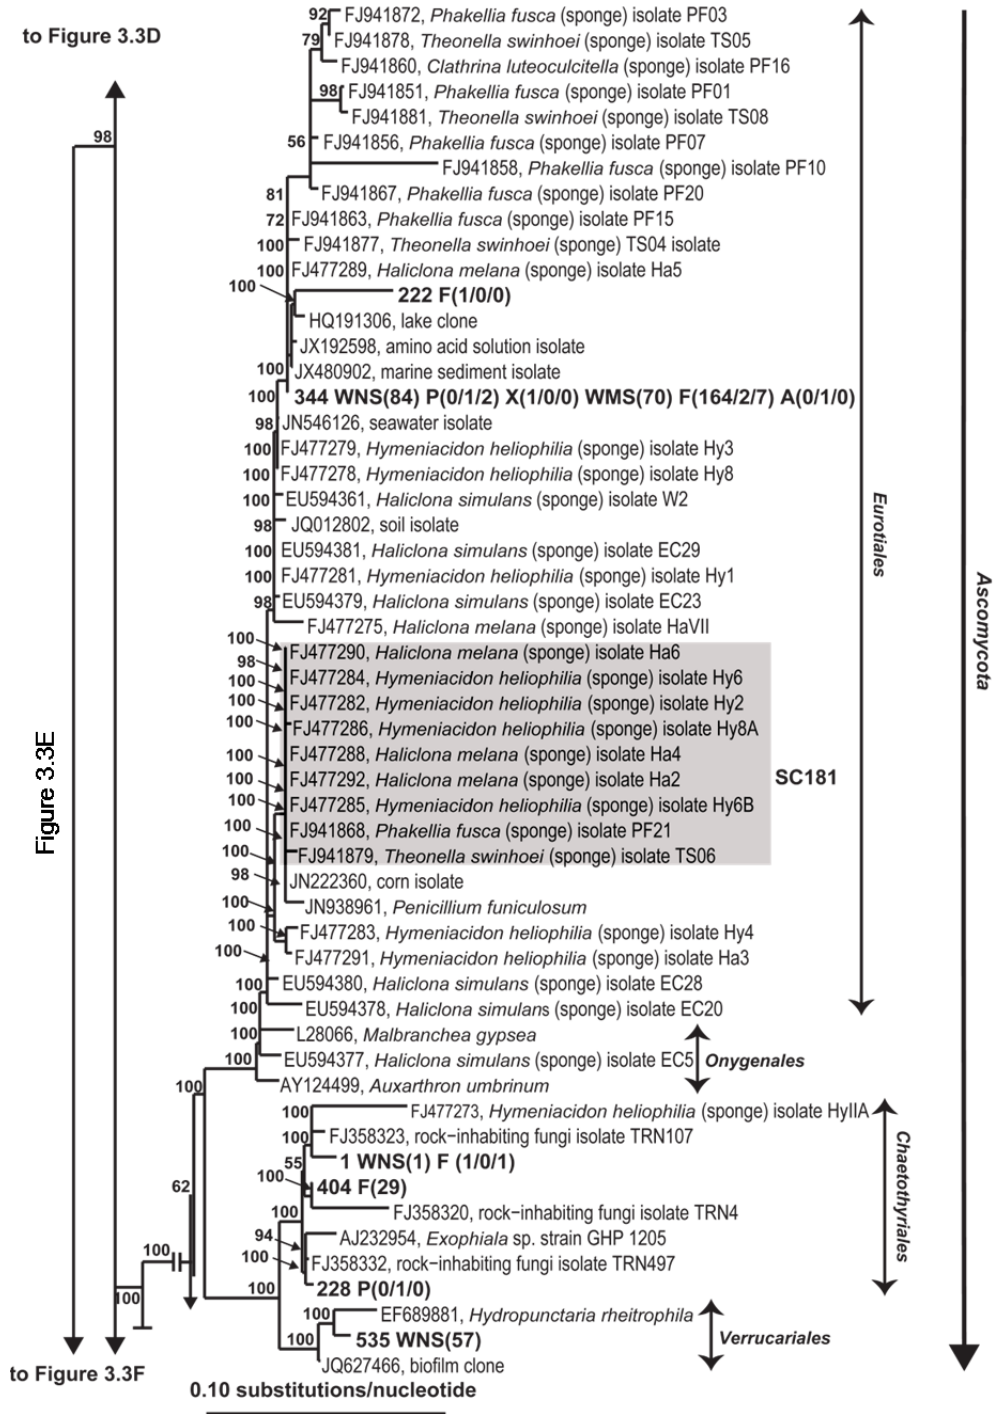 to Figure 3.3D
98
92 FJ941872, Phakellia fusca (sponge) isolate PF03
79 FJ941878, Theonella swinhoei (sponge) isolate TS05
FJ941860, Clathrina luteoculcitella (sponge) isolate PF16
98 FJ941851, Phakellia fusca (sponge) isolate PF01
FJ941881, Theonella swinhoei (sponge) isolate TS08
56 FJ941856, Phakellia fusca (sponge) isolate PF07
FJ941858, Phakellia fusca (sponge) isolate PF10
81 FJ941867, Phakellia fusca (sponge) isolate PF20
72 FJ941863, Phakellia fusca (sponge) isolate PF15
100 FJ941877, Theonella swinhoei (sponge) TS04 isolate
100 FJ477289, Haliclona melana (sponge) isolate Ha5
100 222 F(1/0/0)
HQ191306, lake clone
JX192598, amino acid solution isolate
100 JX480902, marine sediment isolate
100 344 WNS(84) P(0/1/2) X(1/0/0) WMS(70) F(164/2/7) A(0/1/0)
98 JN546126, seawater isolate
100 FJ477279, Hymeniacidon heliophilia (sponge) isolate Hy3
100 FJ477278, Hymeniacidon heliophilia (sponge) isolate Hy8
100 EU594361, Haliclona simulans (sponge) isolate W2
98 JQ012802, soil isolate
100 EU594381, Haliclona simulans (sponge) isolate EC29
100 FJ477281, Hymeniacidon heliophilia (sponge) isolate Hy1
98 EU594379, Haliclona simulans (sponge) isolate EC23
FJ477275, Haliclona melana (sponge) isolate HaVII
100 FJ477290, Haliclona melana (sponge) isolate Ha6
98 FJ477284, Hymeniacidon heliophilia (sponge) isolate Hy6
100 FJ477282, Hymeniacidon heliophilia (sponge) isolate Hy2
100 FJ477286, Hymeniacidon heliophilia (sponge) isolate Hy8A
100 FJ477288, Haliclona melana (sponge) isolate Ha4
100 FJ477292, Haliclona melana (sponge) isolate Ha2
SC181
100 FJ477285, Hymeniacidon heliophilia (sponge) isolate Hy6B
100 FJ941868, Phakellia fusca (sponge) isolate PF21
100 FJ941879, Theonella swinhoei (sponge) isolate TS06
98 JN222360, corn isolate
100 JN938961, Penicillium funiculosum
100 FJ477283, Hymeniacidon heliophilia (sponge) isolate Hy4
100 FJ477291, Hymeniacidon heliophilia (sponge) isolate Ha3
100 EU594380, Haliclona simulans (sponge) isolate EC28
100 EU594378, Haliclona simulans (sponge) isolate EC20
Eurotiales
100 L28066, Malbranchea gypsea
100 EU594377, Haliclona simulans (sponge) isolate EC5
Onygenales
100 AY124499, Auxarthron umbrinum
100 FJ477273, Hymeniacidon heliophilia (sponge) isolate HyIIA
100 FJ358323, rock-inhabiting fungi isolate TRN107
55 1 WNS(1) F (1/0/1)
100 404 F(29)
62
100 FJ358320, rock-inhabiting fungi isolate TRN4
94 AJ232954, Exophiala sp. strain GHP 1205
100 FJ358332, rock-inhabiting fungi isolate TRN497
100
100 228 P(0/1/0)
Chaetothyriales
100
100 EF689881, Hydropunctaria rheitrophila
100 535 WNS(57)
Verrucariales
JQ627466, biofilm clone
Ascomycota
Figure 3.3E
to Figure 3.3F
0.10 substitutions/nucleotide